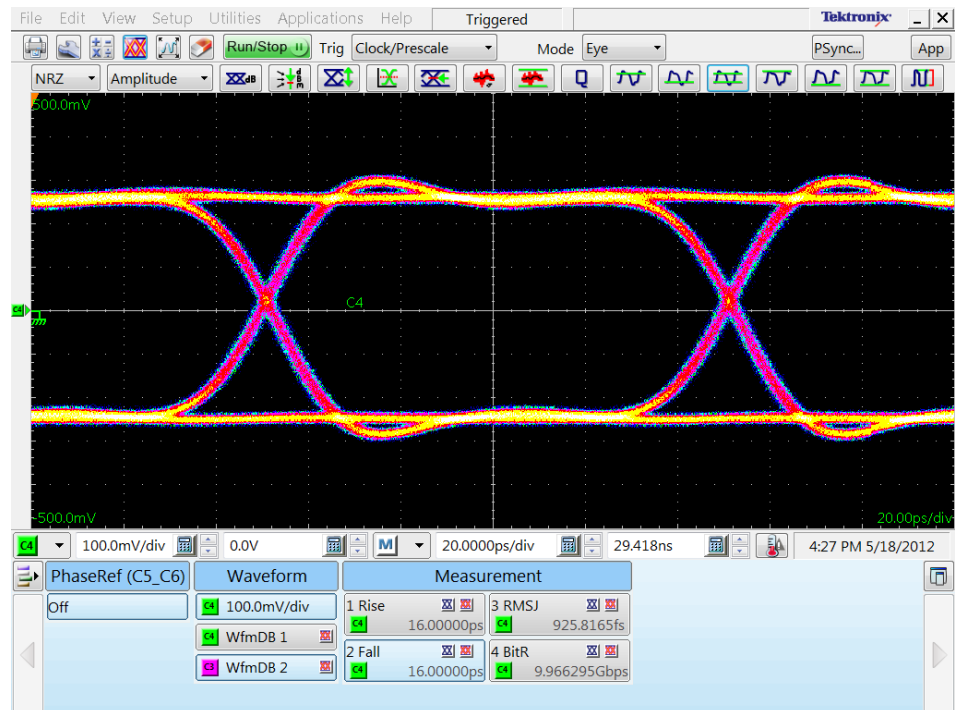 File Edit View Setup Utilities Applications Help Triggered Tektronix
Run/Stop Trig Clock/Prescale Mode Eye PSync... App
NRZ Amplitude dB Q
500.0mV
C4
C4
-500.0mV 20.00ps/div
C4 100.0mV/div 0.0V M 20.0000ps/div 29.418ns 4:27 PM 5/18/2012
PhaseRef (C5_C6) Waveform Measurement
Off C4 100.0mV/div 1 Rise 3 RMSJ
C4 16.00000ps C4 925.8165fs
C4 WfmDB 1
2 Fall 4 BitR
C3 WfmDB 2 C4 16.00000ps C4 9.966295Gbps